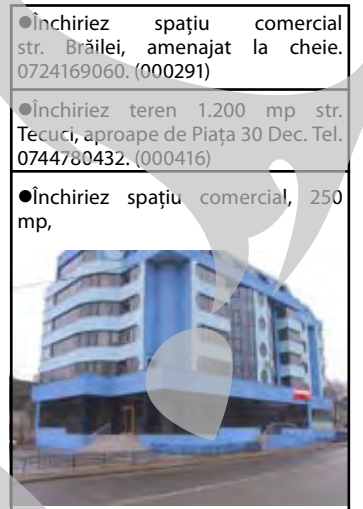 ●Închiriez spațiu comercial
str. Brăilei, amenajat la cheie.
0724169060. (000291)
●Închiriez teren 1.200 mp str.
Tecuci, aproape de Piața 30 Dec. Tel.
0744780432. (000416)
●Închiriez spațiu comercial, 250
mp,